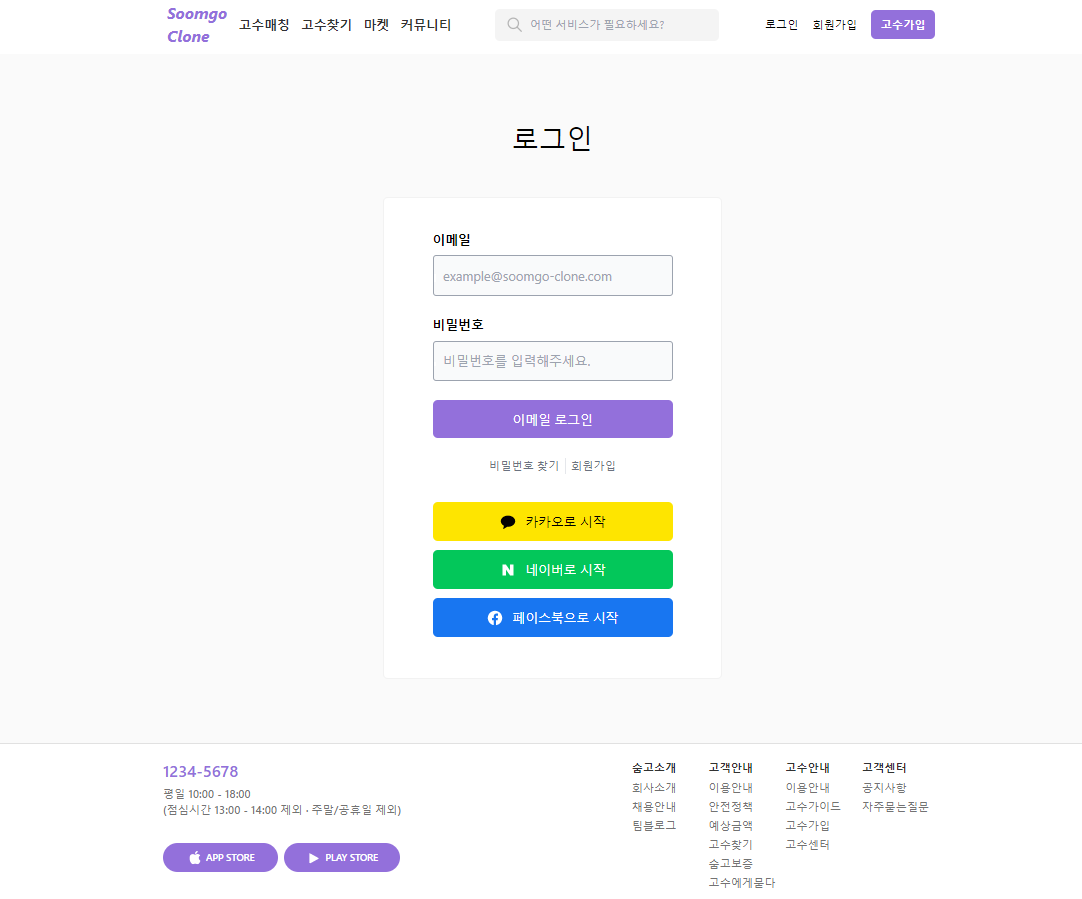 Soomgo
Clone
고수매칭 고수찾기 마켓 커뮤니티
어떤 서비스가 필요하세요?
로그인 회원가입 고수가입
로그인
이메일
example@soomgo-clone.com
비밀번호
비밀번호를 입력해주세요.
이메일 로그인
비밀번호 찾기 회원가입
카카오로 시작
N 네이버로 시작
페이스북으로 시작
1234-5678
평일 10:00 - 18:00
(점심시간 13:00 - 14:00 제외 · 주말/공휴일 제외)
APP STORE PLAY STORE
숨고소개
회사소개
채용안내
팀블로그
고객안내
이용안내
안전정책
예상금액
고수찾기
숨고보증
고수에게묻다
고수안내
이용안내
고수가이드
고수가입
고수센터
고객센터
공지사항
자주묻는질문